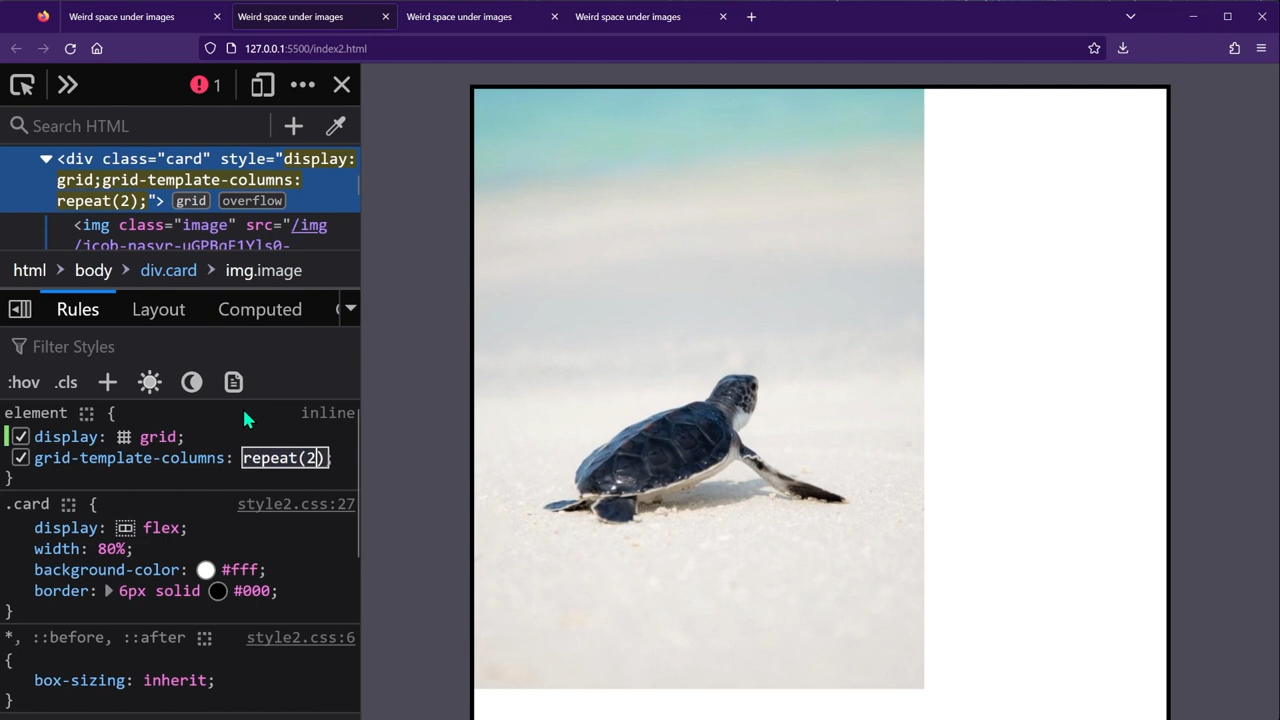 Weird space under images
Weird space under images
Weird space under images
Weird space under images
127.0.0.1:5500/index2.html
1
Search HTML
<div class="card" style="display:
grid;grid-template-columns:
repeat(2);"> grid overflow
<img class="image" src="/img
/jcob-nasyr-uGPBqF1Yls0-
html > body > div.card > img.image
Rules Layout Computed
Filter Styles
:hov .cls
element { inline
display: grid;
grid-template-columns: repeat(2);
}
.card { style2.css:27
display: flex;
width: 80%;
background-color: #fff;
border: 6px solid #000;
}
*, ::before, ::after style2.css:6
{
box-sizing: inherit;
}